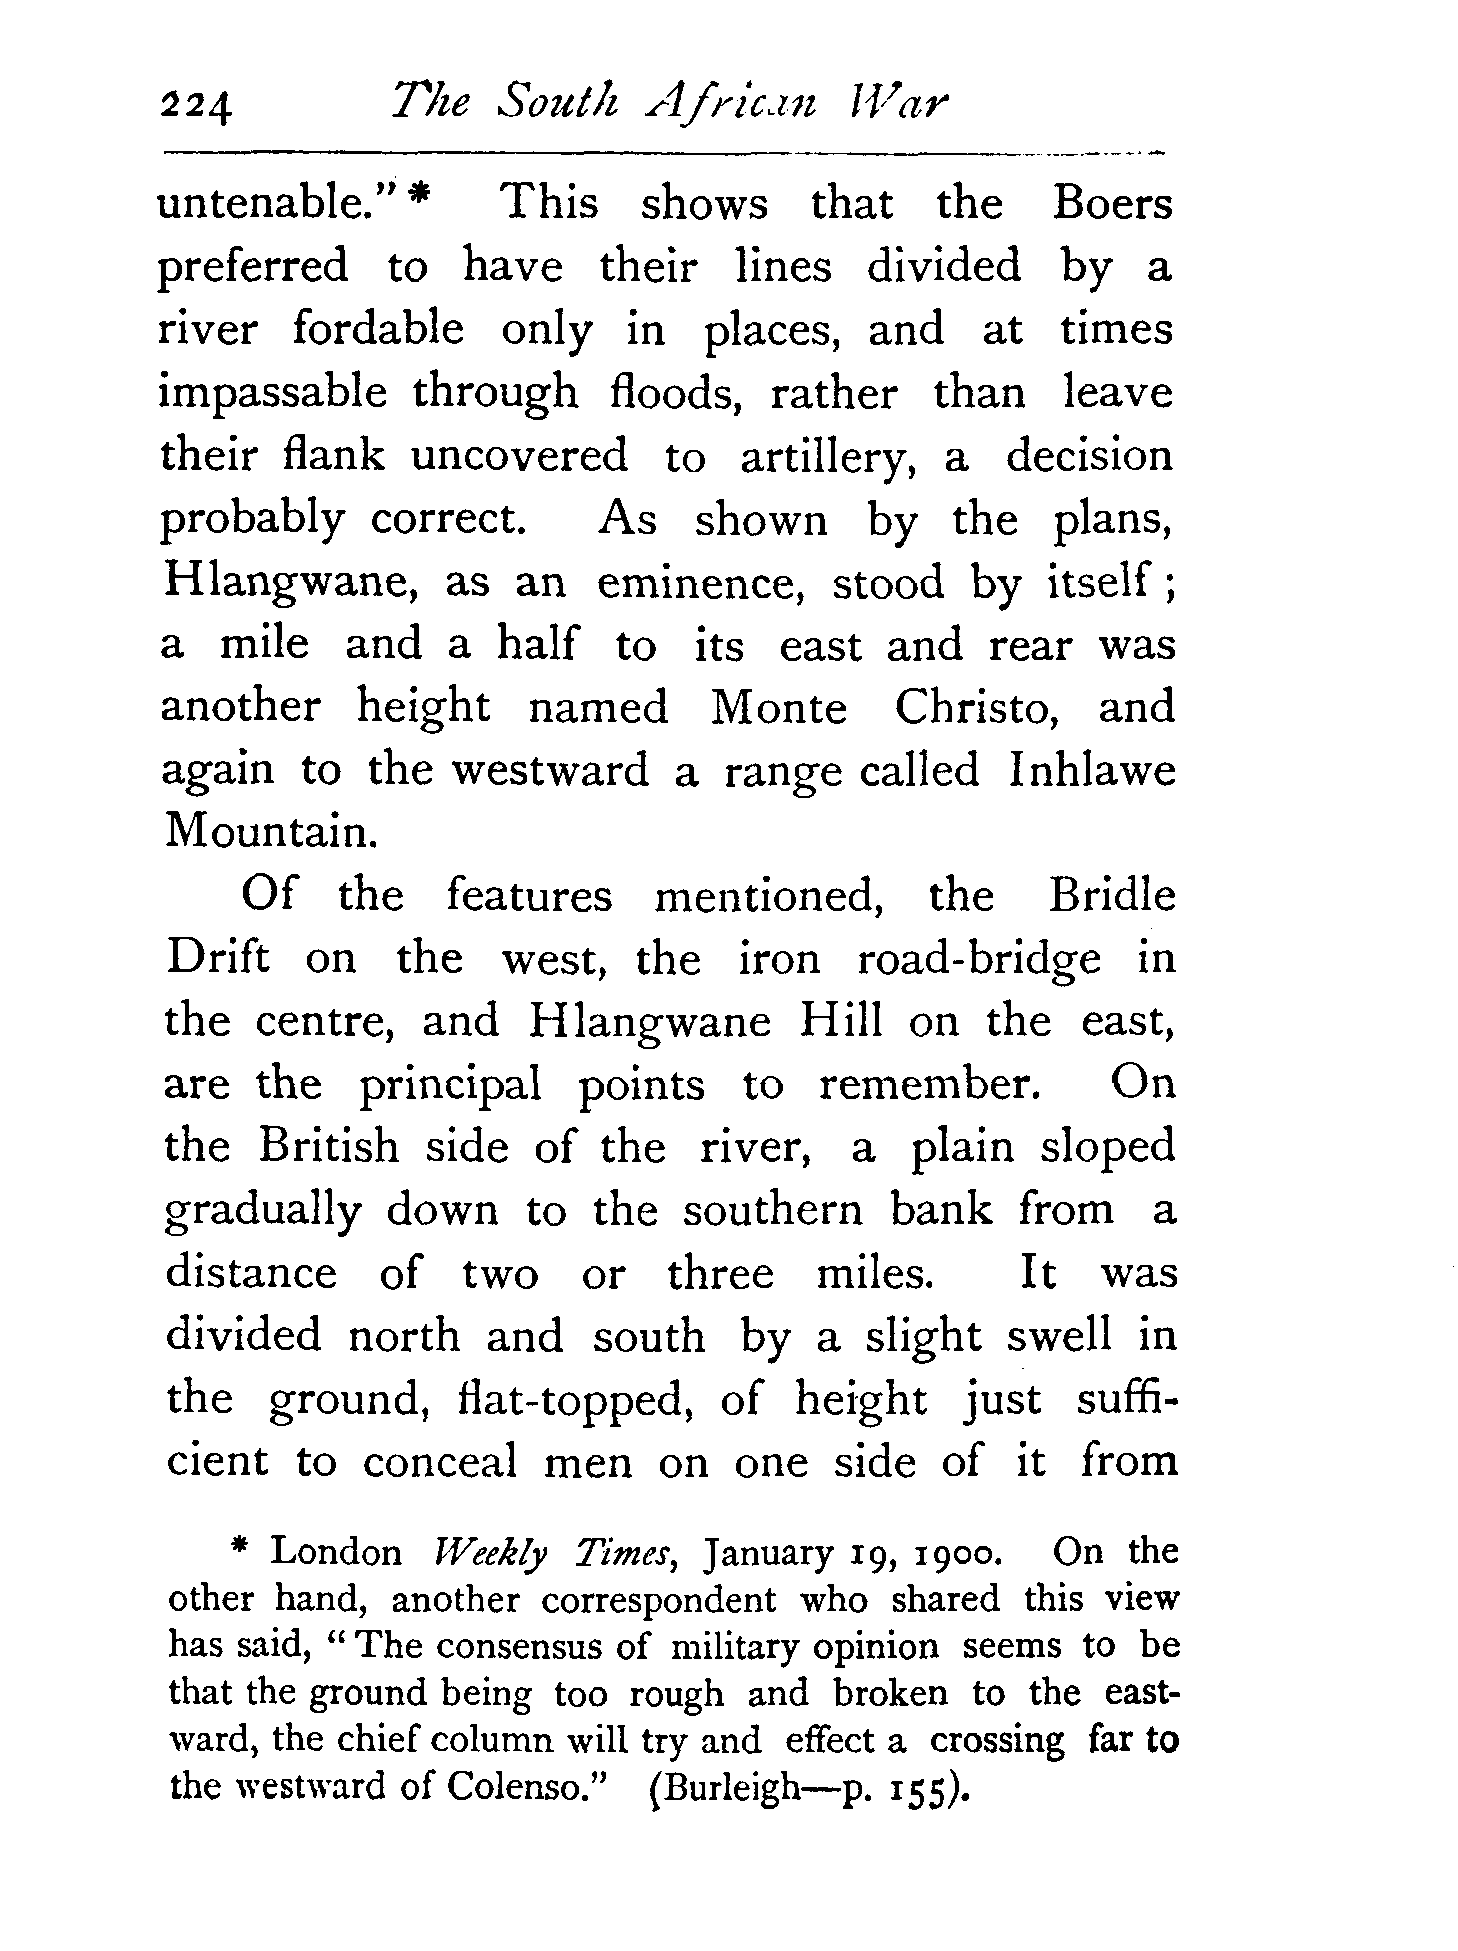 224 The South African War
untenable.” * This shows that the Boers
preferred to have their lines divided by a
river fordable only in places, and at times
impassable through floods, rather than leave
their flank uncovered to artillery, a decision
probably correct. As shown by the plans,
Hlangwane, as an eminence, stood by itself ;
a mile and a half to its east and rear was
another height named Monte Christo, and
again to the westward a range called Inhlawe
Mountain.
Of the features mentioned, the Bridle
Drift on the west, the iron road-bridge in
the centre, and Hlangwane Hill on the east,
are the principal points to remember. On
the British side of the river, a plain sloped
gradually down to the southern bank from a
distance of two or three miles. It was
divided north and south by a slight swell in
the ground, flat-topped, of height just suffi-
cient to conceal men on one side of it from
* London Weekly Times, January 19, 1900. On the
other hand, another correspondent who shared this view
has said, “ The consensus of military opinion seems to be
that the ground being too rough and broken to the east-
ward, the chief column will try and effect a crossing far to
the westward of Colenso.” (Burleigh—p. 155).